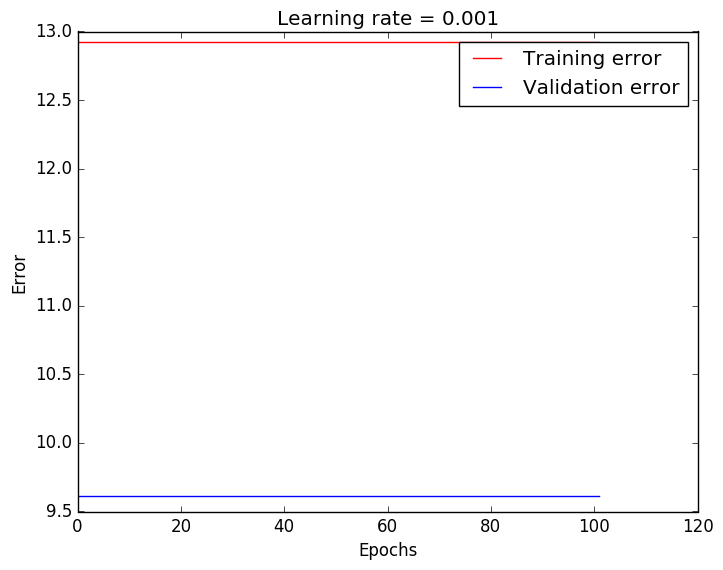 Learning rate = 0.001
13.0
Training error
Validation error
12.5
12.0
11.5
11.0
10.5
10.0
9.5
Error
0 20 40 60 80 100 120
Epochs